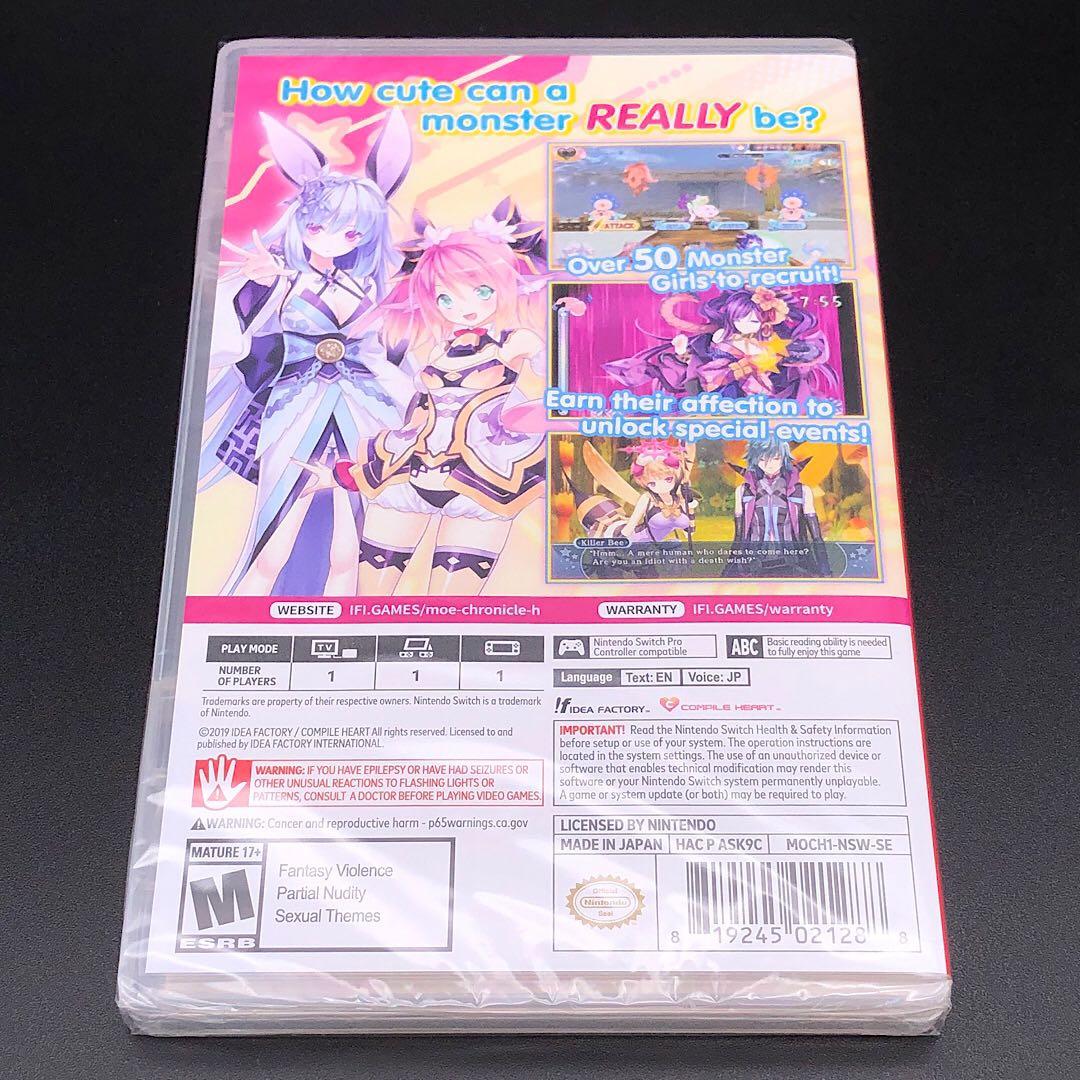 How cute can a
monster REALLY be?
ATTACK
Over 50 Monster
Girls to recruit!
7:55
Earn their affection to
unlock special events!
Killer Bee
"Hmm... A mere human who dares to come here?
Are you an idiot with a death wish?"
WEBSITE IFI.GAMES/moe-chronicle-h
WARRANTY IFI.GAMES/warranty
PLAY MODE TV
NUMBER
OF PLAYERS 1 1 1
Nintendo Switch Pro
Controller compatible
ABC Basic reading ability is needed
to fully enjoy this game
Language Text: EN Voice: JP
Trademarks are property of their respective owners. Nintendo Switch is a trademark
of Nintendo.
©2019 IDEA FACTORY / COMPILE HEART All rights reserved. Licensed to and
published by IDEA FACTORY INTERNATIONAL.
WARNING: IF YOU HAVE EPILEPSY OR HAVE HAD SEIZURES OR
OTHER UNUSUAL REACTIONS TO FLASHING LIGHTS OR
PATTERNS, CONSULT A DOCTOR BEFORE PLAYING VIDEO GAMES.
WARNING: Cancer and reproductive harm - p65warnings.ca.gov
MATURE 17+
M
ESRB
Fantasy Violence
Partial Nudity
Sexual Themes
!f IDEA FACTORY™ COMPILE HEART™
IMPORTANT! Read the Nintendo Switch Health & Safety Information
before setup or use of your system. The operation instructions are
located in the system settings. The use of an unauthorized device or
software that enables technical modification may render this
software or your Nintendo Switch system permanently unplayable.
A game or system update (or both) may be required to play.
LICENSED BY NINTENDO
MADE IN JAPAN HAC P ASK9C MOCH1-NSW-SE
Official
Nintendo
Seal
8 19245 02128 8